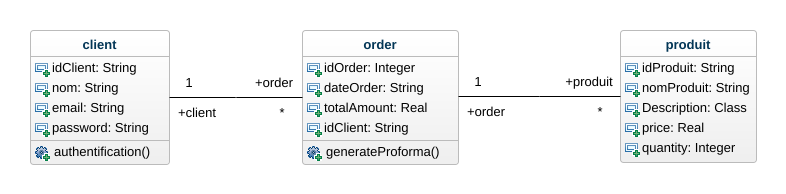 client
idClient: String
nom: String
email: String
password: String
authentification()
1
+order
+client
*
order
idOrder: Integer
dateOrder: String
totalAmount: Real
idClient: String
generateProforma()
1
+produit
+order
*
produit
idProduit: String
nomProduit: String
Description: Class
price: Real
quantity: Integer